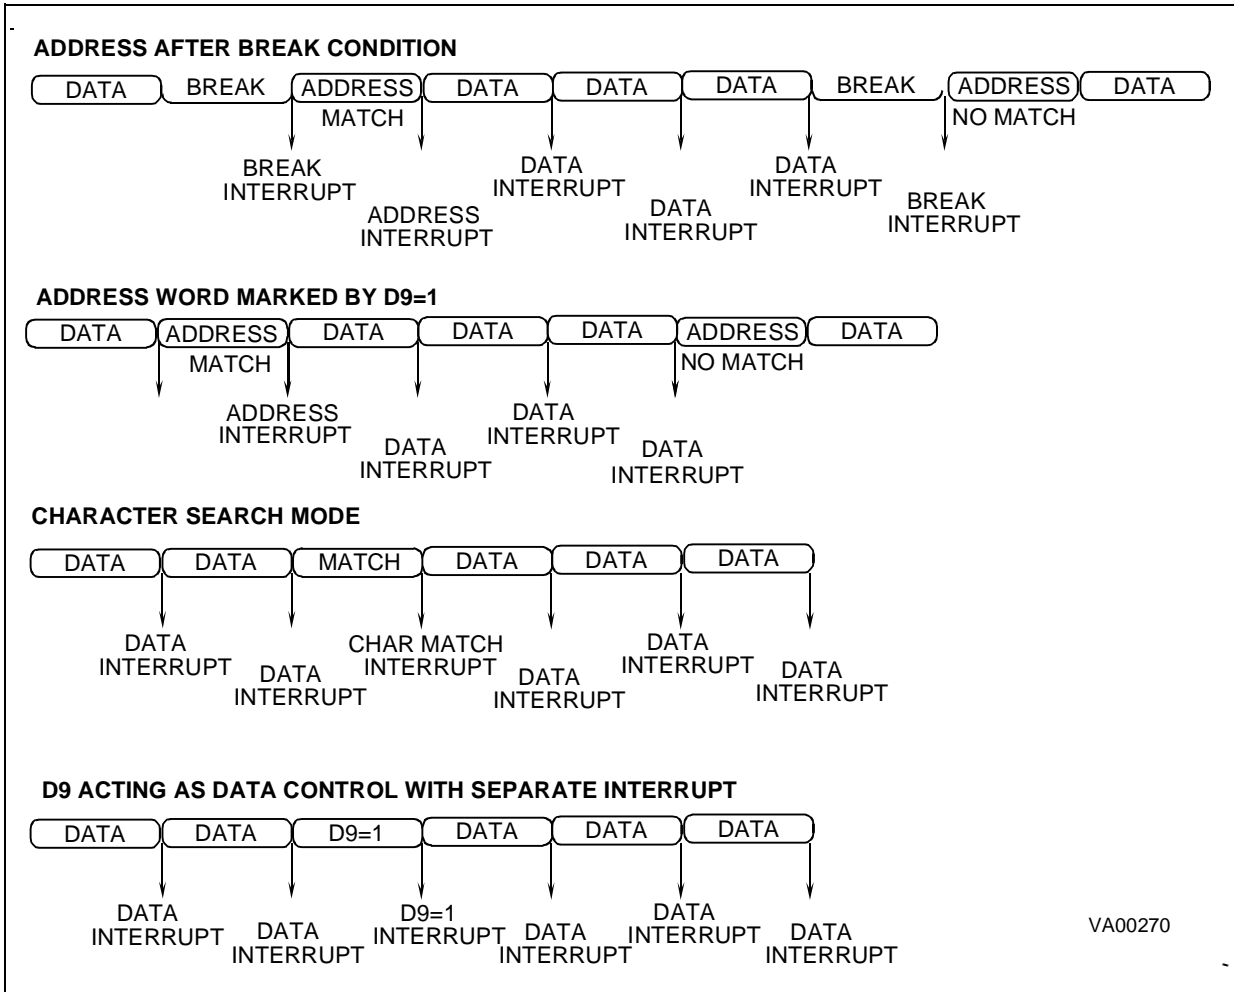 ADDRESS AFTER BREAK CONDITION
DATA BREAK ADDRESS DATA DATA DATA BREAK ADDRESS DATA
MATCH NO MATCH
BREAK
INTERRUPT
ADDRESS
INTERRUPT
DATA
INTERRUPT
DATA
INTERRUPT
DATA
INTERRUPT
BREAK
INTERRUPT
ADDRESS WORD MARKED BY D9=1
DATA ADDRESS DATA DATA DATA ADDRESS DATA
MATCH NO MATCH
ADDRESS
INTERRUPT
DATA
INTERRUPT
DATA
INTERRUPT
DATA
INTERRUPT
CHARACTER SEARCH MODE
DATA DATA MATCH DATA DATA DATA
DATA
INTERRUPT
DATA
INTERRUPT
CHAR MATCH
INTERRUPT
DATA
INTERRUPT
DATA
INTERRUPT
DATA
INTERRUPT
D9 ACTING AS DATA CONTROL WITH SEPARATE INTERRUPT
DATA DATA D9=1 DATA DATA DATA
DATA
INTERRUPT
DATA
INTERRUPT
D9=1
INTERRUPT
DATA
INTERRUPT
DATA
INTERRUPT
DATA
INTERRUPT
VA00270